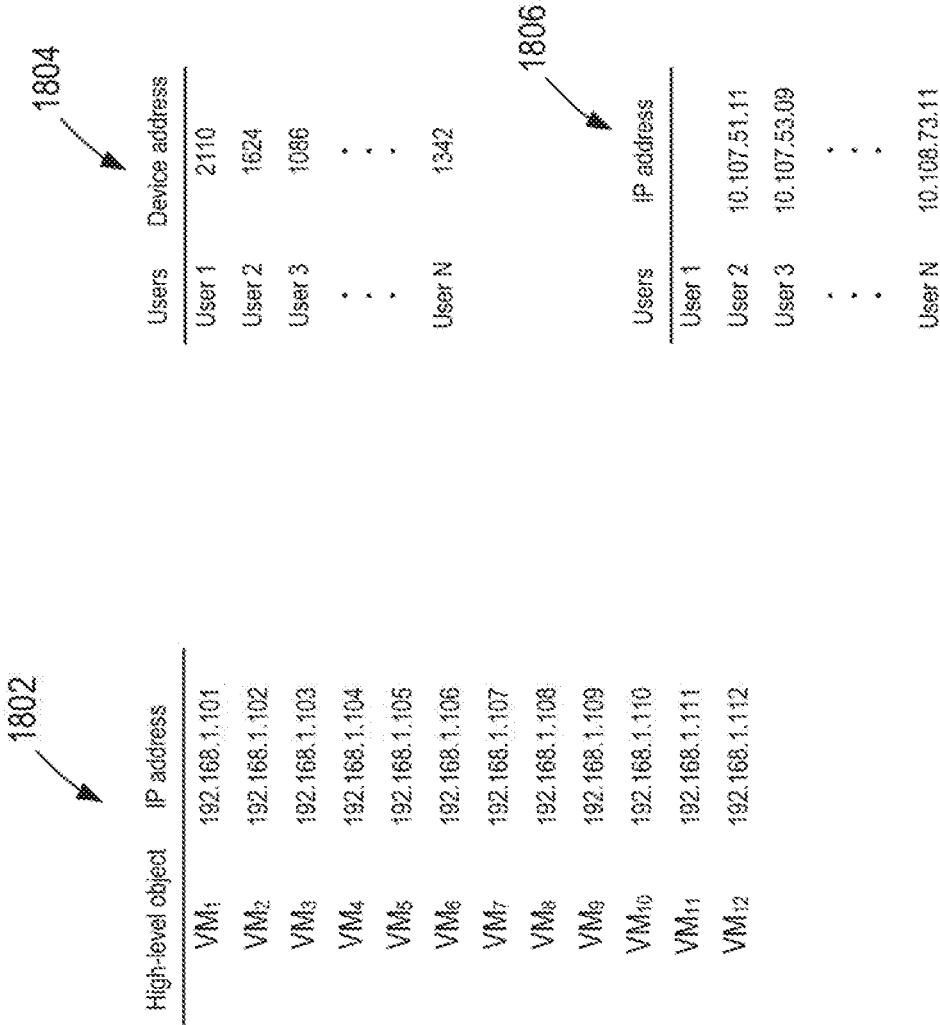 1802
High-level object IP address
VM1 192.168.1.101
VM2 192.168.1.102
VM3 192.168.1.103
VM4 192.168.1.104
VM5 192.168.1.105
VM6 192.168.1.106
VM7 192.168.1.107
VM8 192.168.1.108
VM9 192.168.1.109
VM10 192.168.1.110
VM11 192.168.1.111
VM12 192.168.1.112
1804
Users Device address
User 1 2110
User 2 1624
User 3 1086
. .
. .
. .
User N 1342
1806
Users IP address
User 1
User 2 10.107.51.11
User 3 10.107.53.09
. .
. .
. .
User N 10.108.73.11